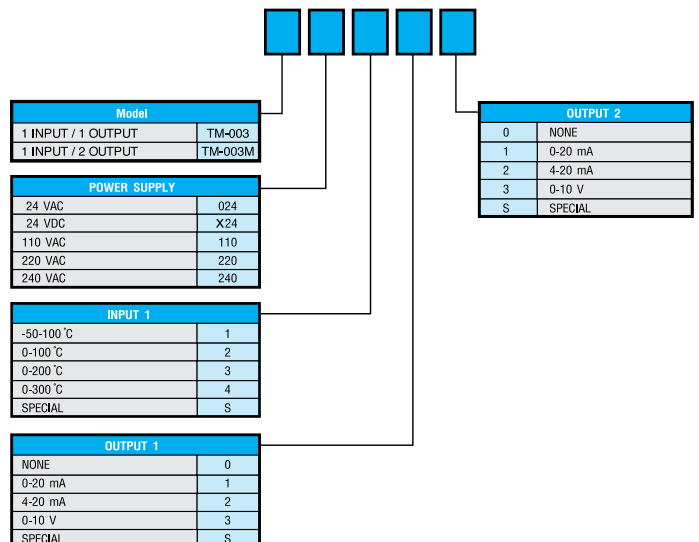 Model
1 INPUT / 1 OUTPUT TM-003
1 INPUT / 2 OUTPUT TM-003M
POWER SUPPLY
24 VAC 024
24 VDC X24
110 VAC 110
220 VAC 220
240 VAC 240
INPUT 1
-50-100 ˚C 1
0-100 ˚C 2
0-200 ˚C 3
0-300 ˚C 4
SPECIAL S
OUTPUT 1
NONE 0
0-20 mA 1
4-20 mA 2
0-10 V 3
SPECIAL S
OUTPUT 2
0 NONE
1 0-20 mA
2 4-20 mA
3 0-10 V
S SPECIAL